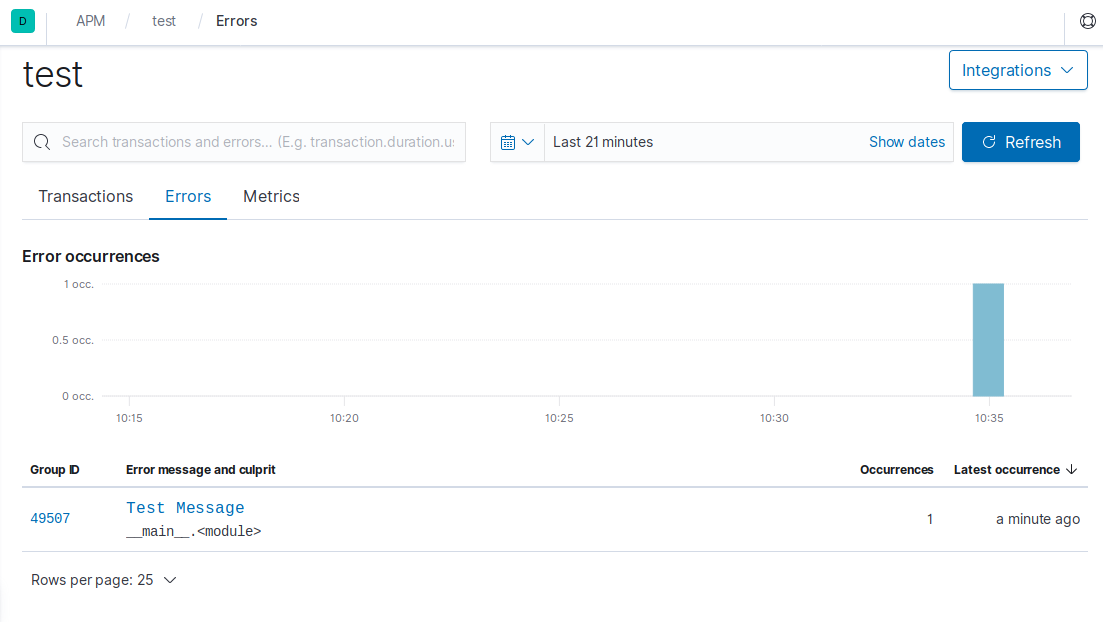 D APM / test / Errors
test
Integrations
Search transactions and errors... (E.g. transaction.duration.us
Last 21 minutes Show dates
Refresh
Transactions Errors Metrics
Error occurrences
1 occ.
0.5 occ.
0 occ.
10:15 10:20 10:25 10:30 10:35
Group ID Error message and culprit Occurrences Latest occurrence
49507 Test Message 1 a minute ago
__main__.<module>
Rows per page: 25